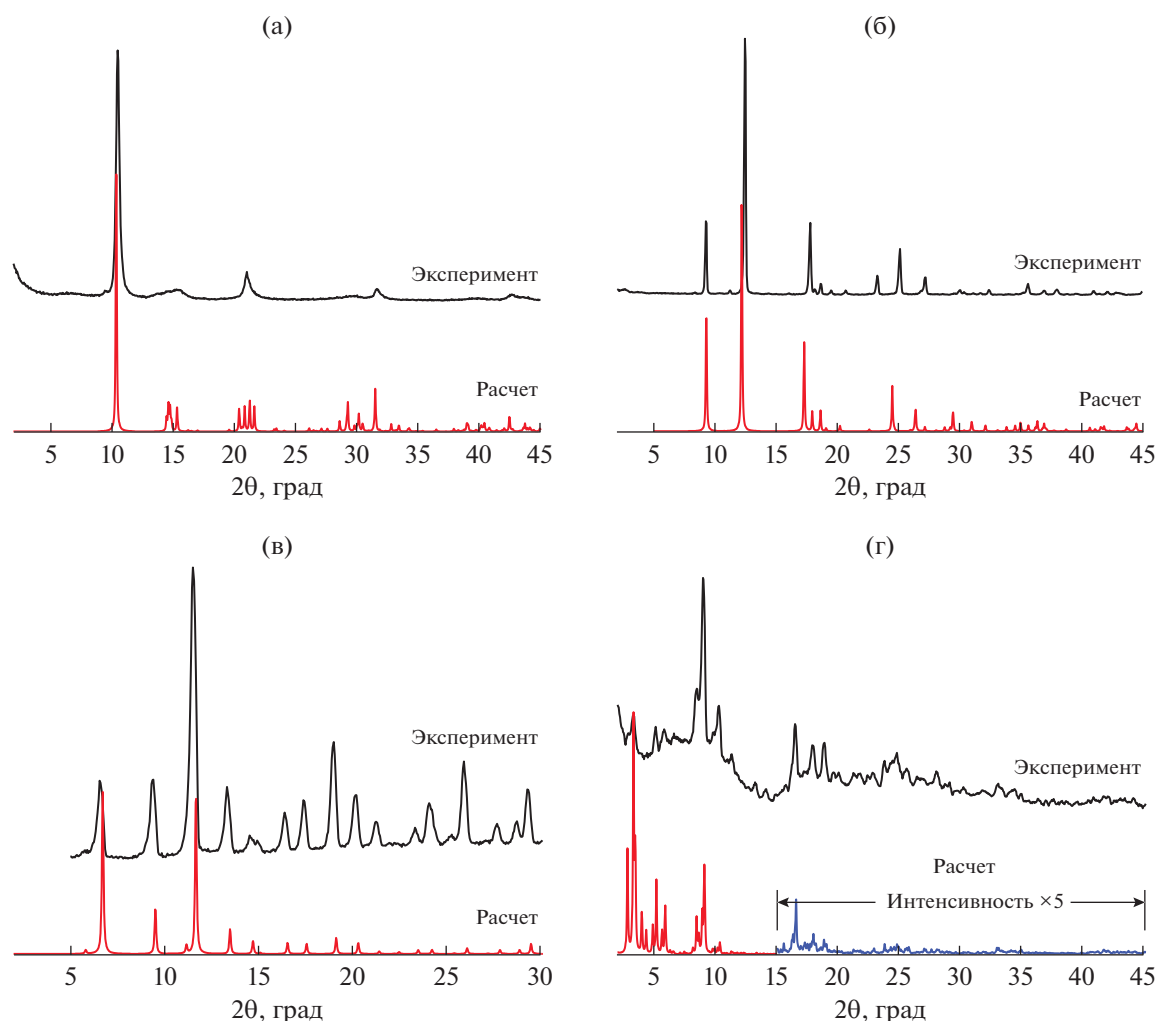 (а)
Эксперимент
Расчет
10 15 20 25 30 35 40 45
2θ, град
(б)
Эксперимент
Расчет
5 10 15 20 25 30 35 40 45
2θ, град
(в)
Эксперимент
Расчет
5 10 15 20 25 30
2θ, град
(г)
Эксперимент
Расчет
Интенсивность ×5
5 10 15 20 25 30 35 40 45
2θ, град